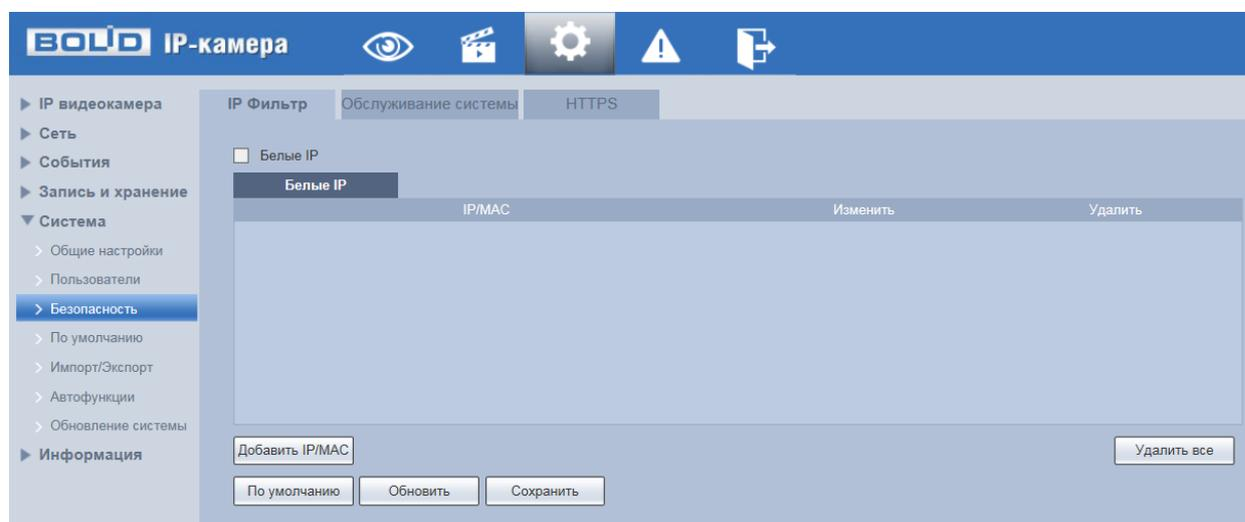 BOLID IP-камера
IP видеокамера
Сеть
События
Запись и хранение
Система
Общие настройки
Пользователи
Безопасность
По умолчанию
Импорт/Экспорт
Автофункции
Обновление системы
Информация
IP Фильтр Обслуживание системы HTTPS
Белые IP
Белые IP
IP/MAC Изменить Удалить
Добавить IP/MAC Удалить все
По умолчанию Обновить Сохранить